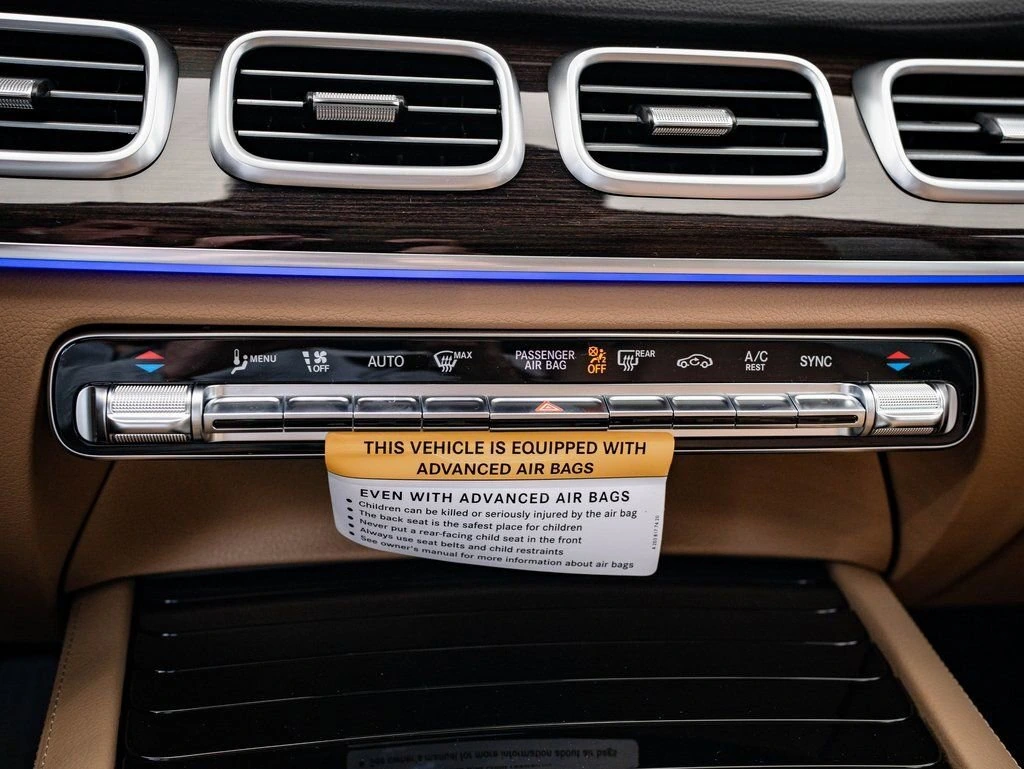 MENU OFF AUTO MAX PASSENGER AIR BAG 2 OFF REAR A/C REST SYNC
THIS VEHICLE IS EQUIPPED WITH
ADVANCED AIR BAGS
EVEN WITH ADVANCED AIR BAGS
• Children can be killed or seriously injured by the air bag
• The back seat is the safest place for children
• Never put a rear-facing child seat in the front
• Always use seat belts and child restraints
• See owner's manual for more information about air bags